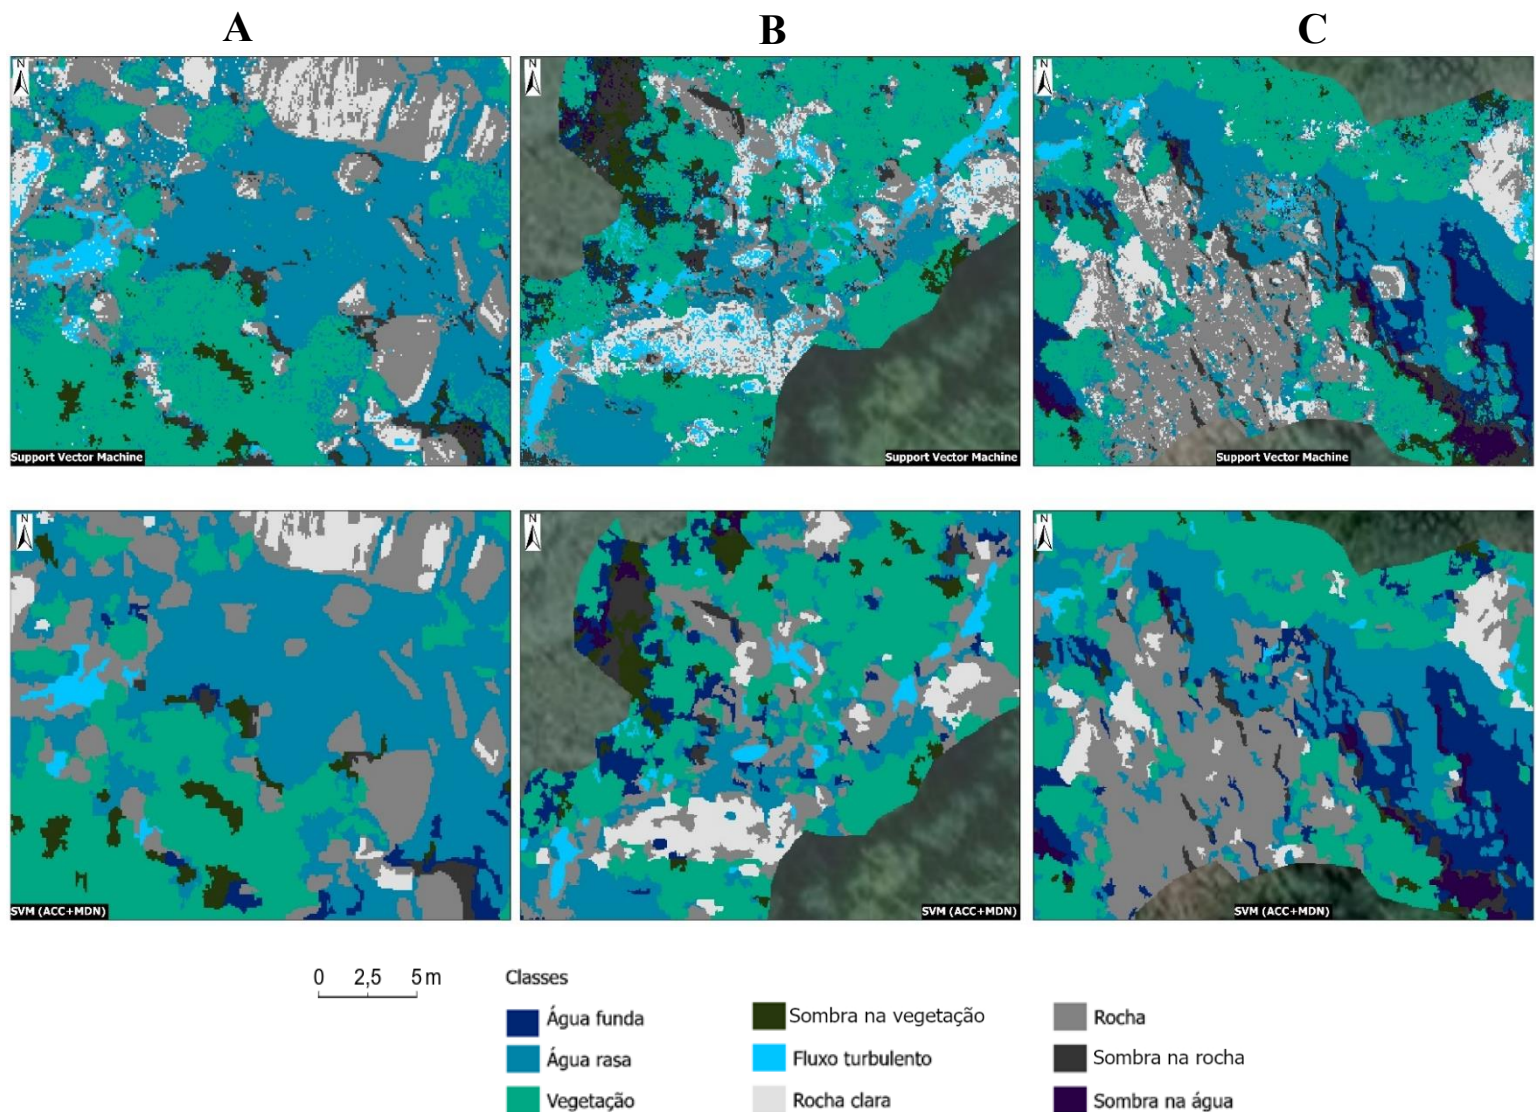 A B C
N N N
Support Vector Machine Support Vector Machine Support Vector Machine
N N N
SVM (ACC+MDN) SVM (ACC+MDN) SVM (ACC+MDN)
0 2,5 5 m
Classes
Água funda Sombra na vegetação Rocha
Água rasa Fluxo turbulento Sombra na rocha
Vegetação Rocha clara Sombra na água